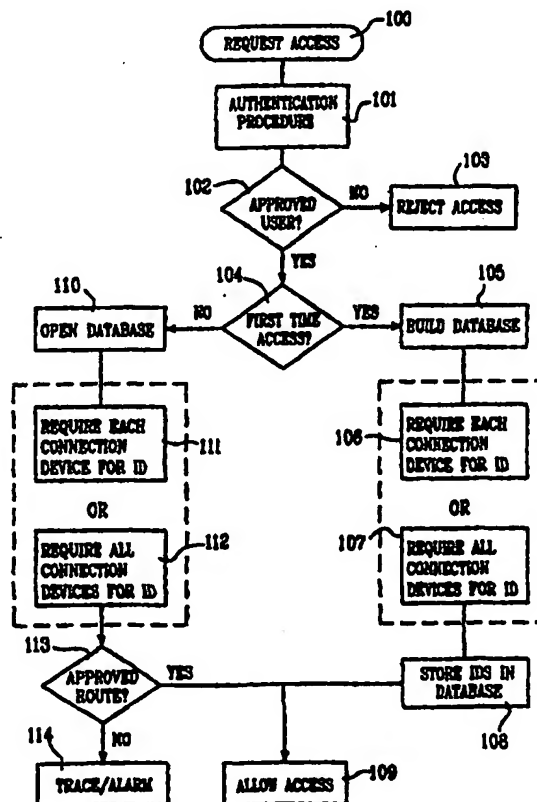 100
REQUEST ACCESS
AUTHENTICATION
PROCEDURE
101
102
APPROVED
USER?
NO
103
REJECT ACCESS
YES
104
FIRST TIME
ACCESS?
110
OPEN DATABASE
NO
YES
105
BUILD DATABASE
REQUIRE EACH
CONNECTION
DEVICE FOR ID
111
OR
REQUIRE ALL
CONNECTION
DEVICES FOR ID
112
106
REQUIRE EACH
CONNECTION
DEVICE FOR ID
OR
107
REQUIRE ALL
CONNECTION
DEVICES FOR ID
113
APPROVED
ROUTE?
YES
STORE IDS IN
DATABASE
108
NO
114
TRACE/ALARM
ALLOW ACCESS
109